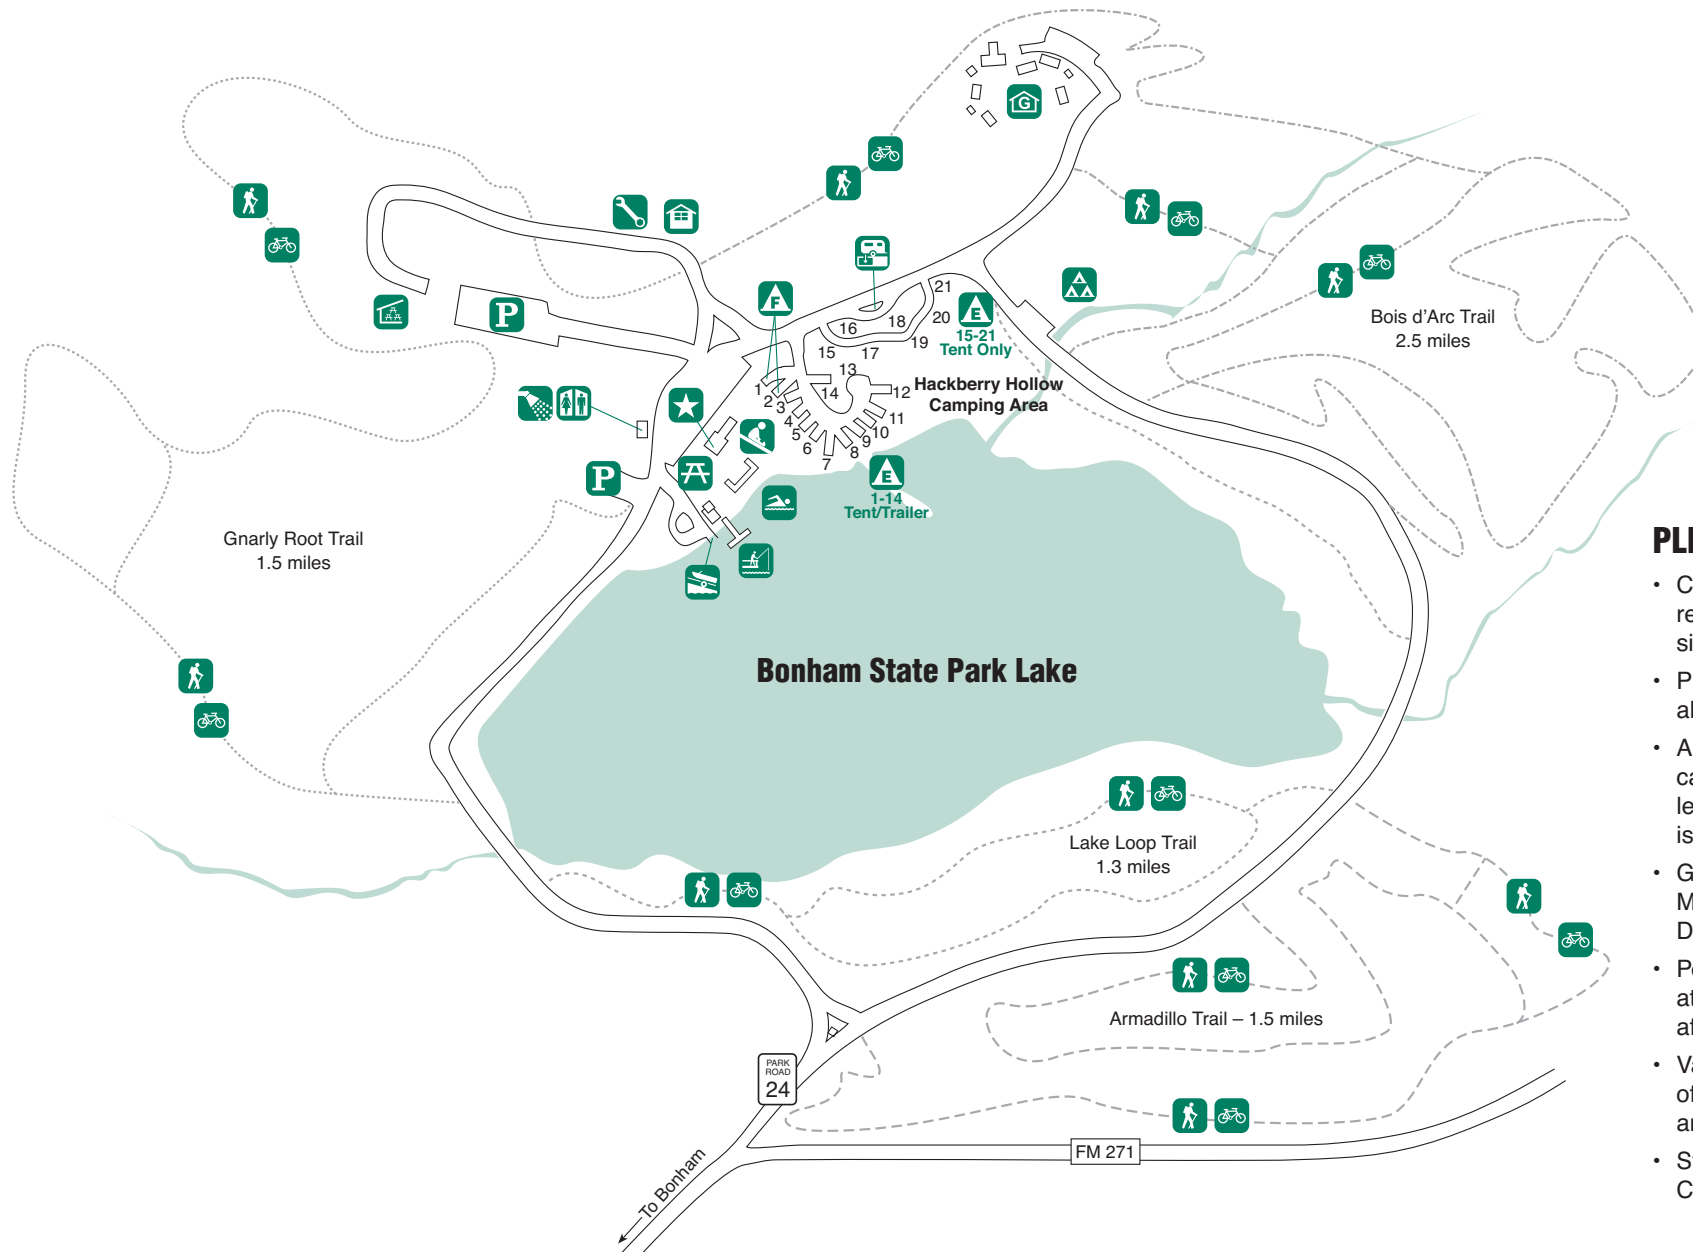 G
F
P
P
E
15-21
Tent Only
E
1-14
Tent/Trailer
21
20
19
18
17
16
15
14
13
12
11
10
9
8
7
6
5
4
3
2
1
Hackberry Hollow
Camping Area
Bois d'Arc Trail
2.5 miles
Gnarly Root Trail
1.5 miles
Bonham State Park Lake
Lake Loop Trail
1.3 miles
Armadillo Trail – 1.5 miles
PARK
ROAD
24
FM 271
To Bonham